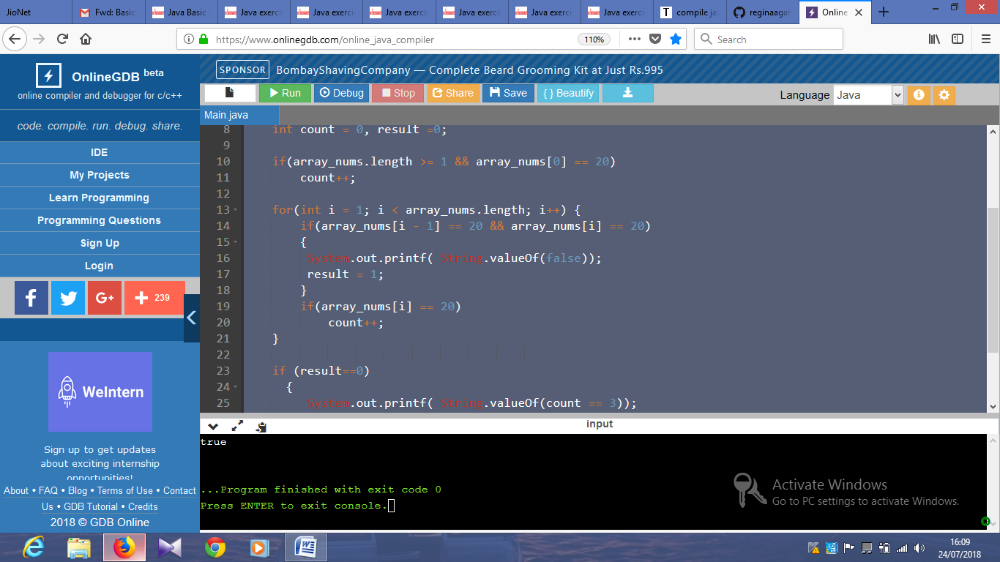 JioNet
Fwd: Basic
Java Basic
Java exerci
Java exerci
Java exerci
Java exerci
Java exerci
Java exerci
compile ja
reginaagat
Online
https://www.onlinegdb.com/online_java_compiler
110%
Search
OnlineGDB beta
online compiler and debugger for c/c++
code. compile. run. debug. share.
IDE
My Projects
Learn Programming
Programming Questions
Sign Up
Login
f
G+
+ 239
WeIntern
Sign up to get updates
about exciting internship
opportunities!
About • FAQ • Blog • Terms of Use • Contact
Us • GDB Tutorial • Credits
2018 © GDB Online
SPONSOR BombayShavingCompany — Complete Beard Grooming Kit at Just Rs.995
Run
Debug
Stop
Share
Save
{ } Beautify
Language Java
Main.java
8 int count = 0, result =0;
9
10 if(array_nums.length >= 1 && array_nums[0] == 20)
11 count++;
12
13 for(int i = 1; i < array_nums.length; i++) {
14 if(array_nums[i - 1] == 20 && array_nums[i] == 20)
15 {
16 System.out.printf( String.valueOf(false));
17 result = 1;
18 }
19 if(array_nums[i] == 20)
20 count++;
21 }
22
23 if (result==0)
24 {
25 System.out.printf( String.valueOf(count == 3));
input
true
...Program finished with exit code 0
Press ENTER to exit console.
Activate Windows
Go to PC settings to activate Windows.
16:09
24/07/2018